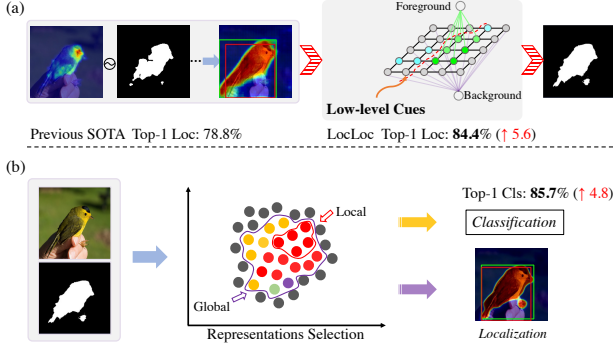 (a)
Foreground
Background
Low-level Cues
Previous SOTA Top-1 Loc: 78.8%
LocLoc Top-1 Loc: 84.4% (↑ 5.6)
(b)
Top-1 Cls: 85.7% (↑ 4.8)
Local
Classification
Global
Representations Selection
Localization